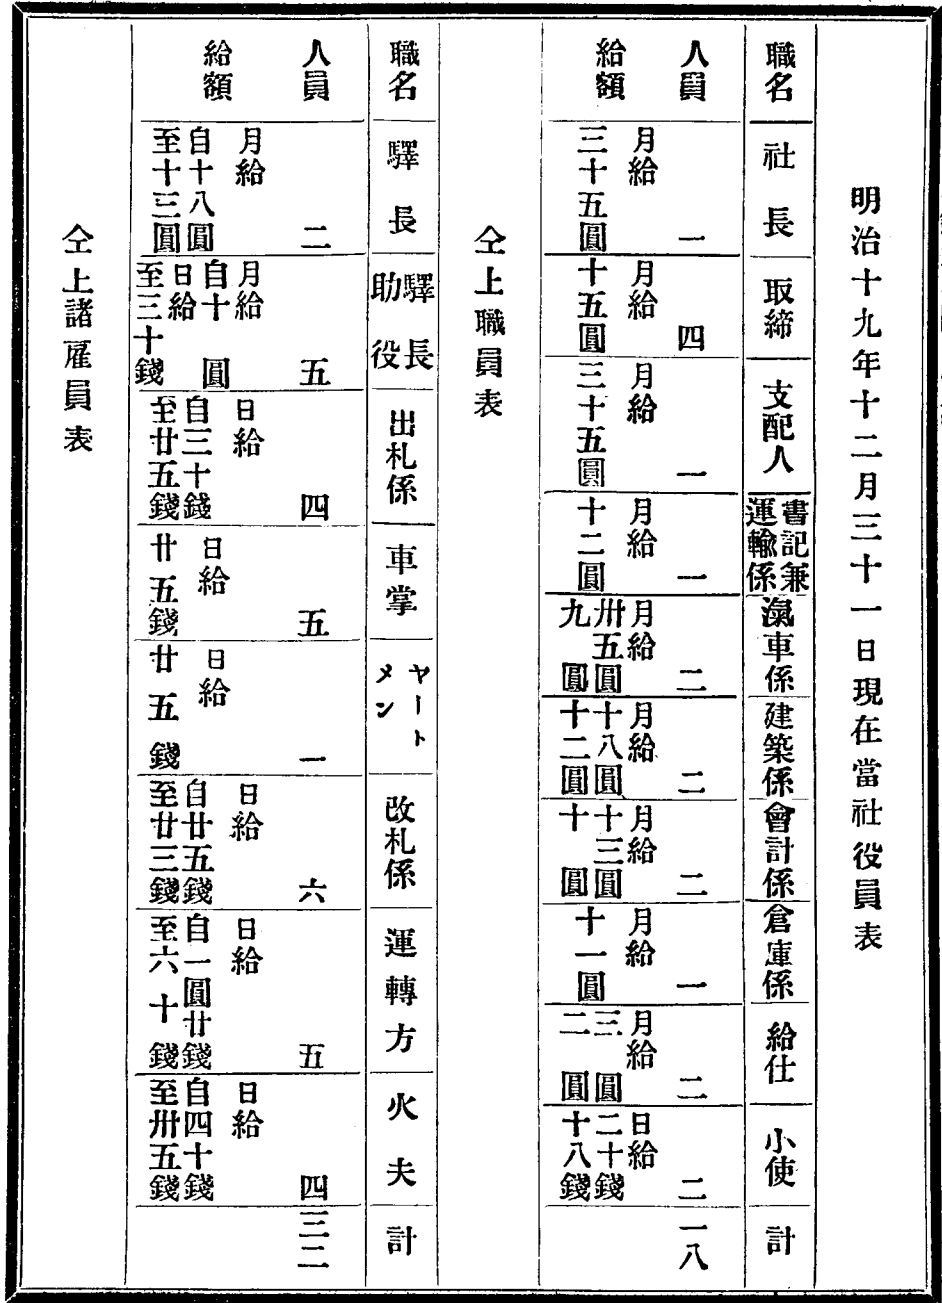 明治十九年十二月三十一日現在當社役員表
職名　社長　取締　支配人　書記兼運輸係　滊車係　建築係　會計係　倉庫係　給仕　小使　計
人員　一　四　一　一　二　二　二　一　二　二　一八
給額　月給三十五圓　月給十五圓　月給三十五圓　月給十二圓　月給卅五圓九圓　月給十八圓十二圓　月給十三圓十圓　月給十一圓　月給三圓二圓　日給二十錢十八錢
仝上職員表
職名　驛長　驛長助役　出札係　車掌　ヤートメン　改札係　運轉方　火夫　計
人員　二　五　四　五　一　六　五　四　三二
給額　月給自十八圓至十三圓　月給自十圓日給至三十錢　日給自三十錢至廿五錢　日給廿五錢　日給廿五錢　日給自廿五錢至廿三錢　日給自一圓廿錢至六十錢　日給自四十錢至卅五錢
仝上諸雇員表